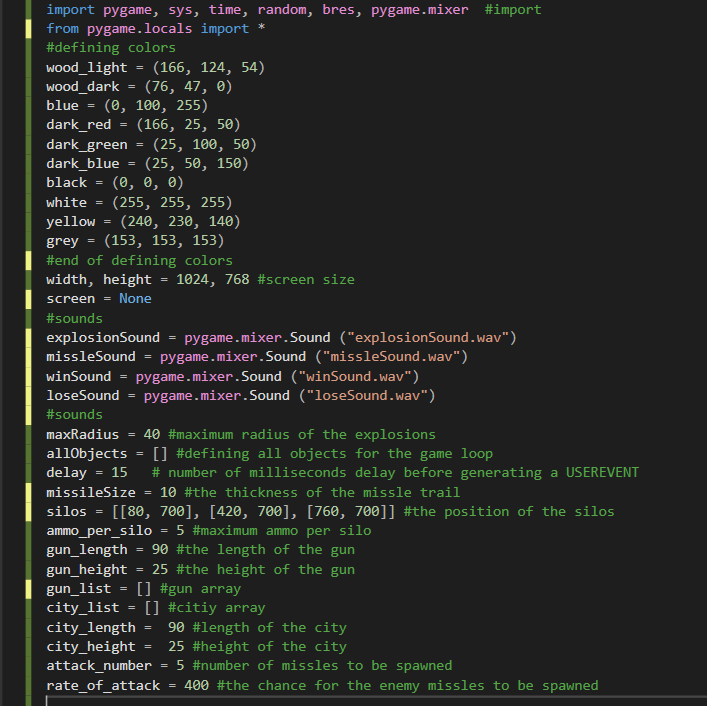 import pygame, sys, time, random, bres, pygame.mixer  #import
from pygame.locals import *
#defining colors
wood_light = (166, 124, 54)
wood_dark = (76, 47, 0)
blue = (0, 100, 255)
dark_red = (166, 25, 50)
dark_green = (25, 100, 50)
dark_blue = (25, 50, 150)
black = (0, 0, 0)
white = (255, 255, 255)
yellow = (240, 230, 140)
grey = (153, 153, 153)
#end of defining colors
width, height = 1024, 768 #screen size
screen = None
#sounds
explosionSound = pygame.mixer.Sound ("explosionSound.wav")
missleSound = pygame.mixer.Sound ("missleSound.wav")
winSound = pygame.mixer.Sound ("winSound.wav")
loseSound = pygame.mixer.Sound ("loseSound.wav")
#sounds
maxRadius = 40 #maximum radius of the explosions
allObjects = [] #defining all objects for the game loop
delay = 15   # number of milliseconds delay before generating a USEREVENT
missileSize = 10 #the thickness of the missle trail
silos = [[80, 700], [420, 700], [760, 700]] #the position of the silos
ammo_per_silo = 5 #maximum ammo per silo
gun_length = 90 #the length of the gun
gun_height = 25 #the height of the gun
gun_list = [] #gun array
city_list = [] #citiy array
city_length =  90 #length of the city
city_height =  25 #height of the city
attack_number = 5 #number of missles to be spawned
rate_of_attack = 400 #the chance for the enemy missles to be spawned